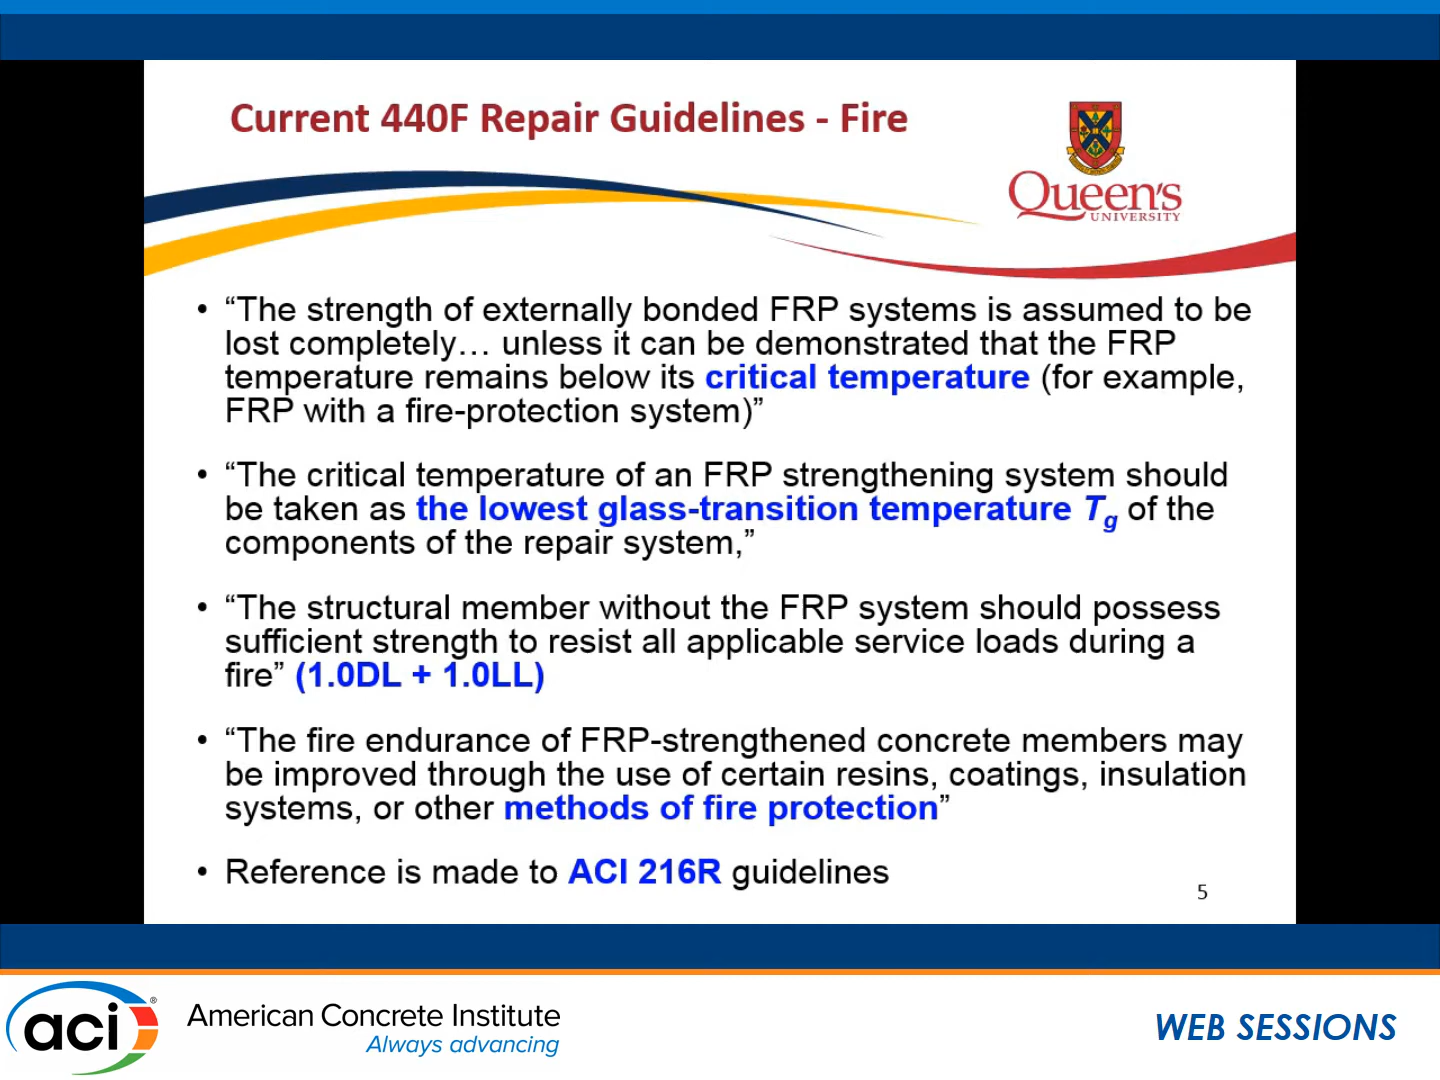 Current 440F Repair Guidelines - Fire
Queen's
UNIVERSITY
• “The strength of externally bonded FRP systems is assumed to be
lost completely… unless it can be demonstrated that the FRP
temperature remains below its critical temperature (for example,
FRP with a fire-protection system)”
• “The critical temperature of an FRP strengthening system should
be taken as the lowest glass-transition temperature Tg of the
components of the repair system,”
• “The structural member without the FRP system should possess
sufficient strength to resist all applicable service loads during a
fire” (1.0DL + 1.0LL)
• “The fire endurance of FRP-strengthened concrete members may
be improved through the use of certain resins, coatings, insulation
systems, or other methods of fire protection”
• Reference is made to ACI 216R guidelines
5
aci®
American Concrete Institute
Always advancing
WEB SESSIONS